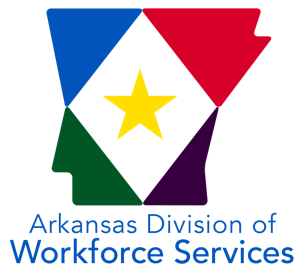 Arkansas Division of
Workforce Services